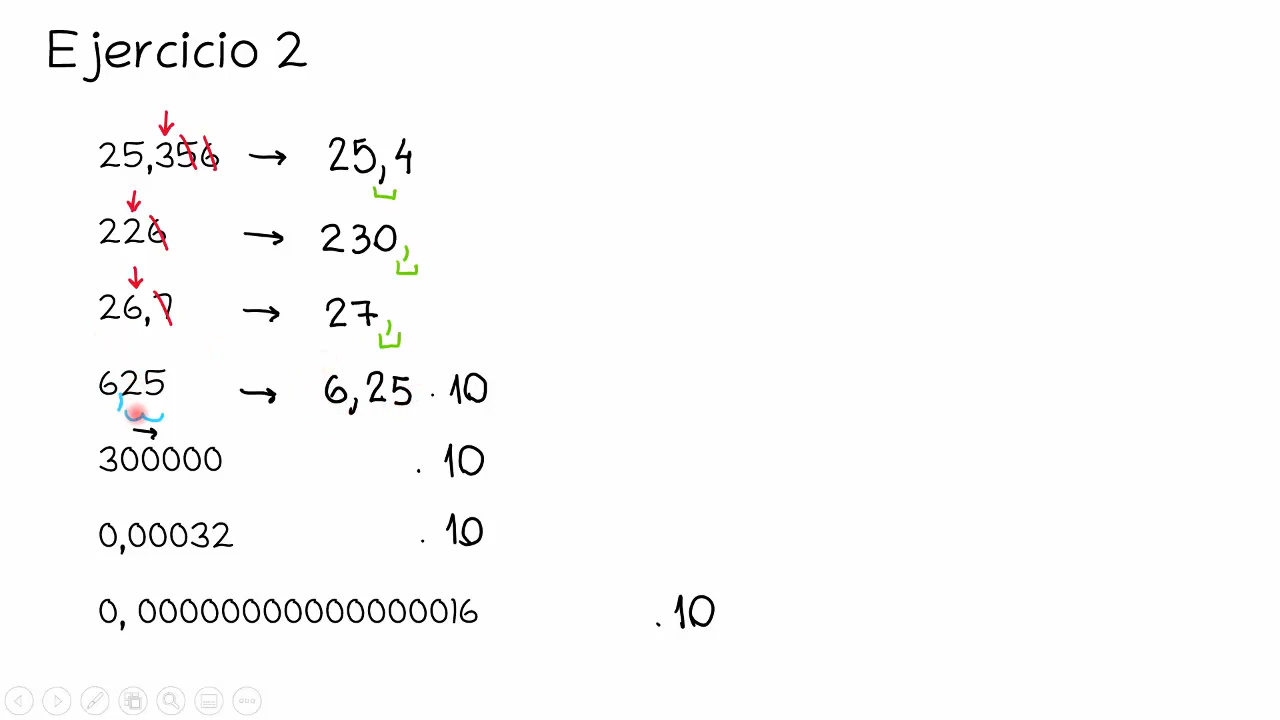 Ejercicio 2
25,356 → 25,4
226 → 230,
26,7 → 27,
625 → 6,25 · 10
300000 . 10
0,00032 . 10
0, 00000000000000016 . 10